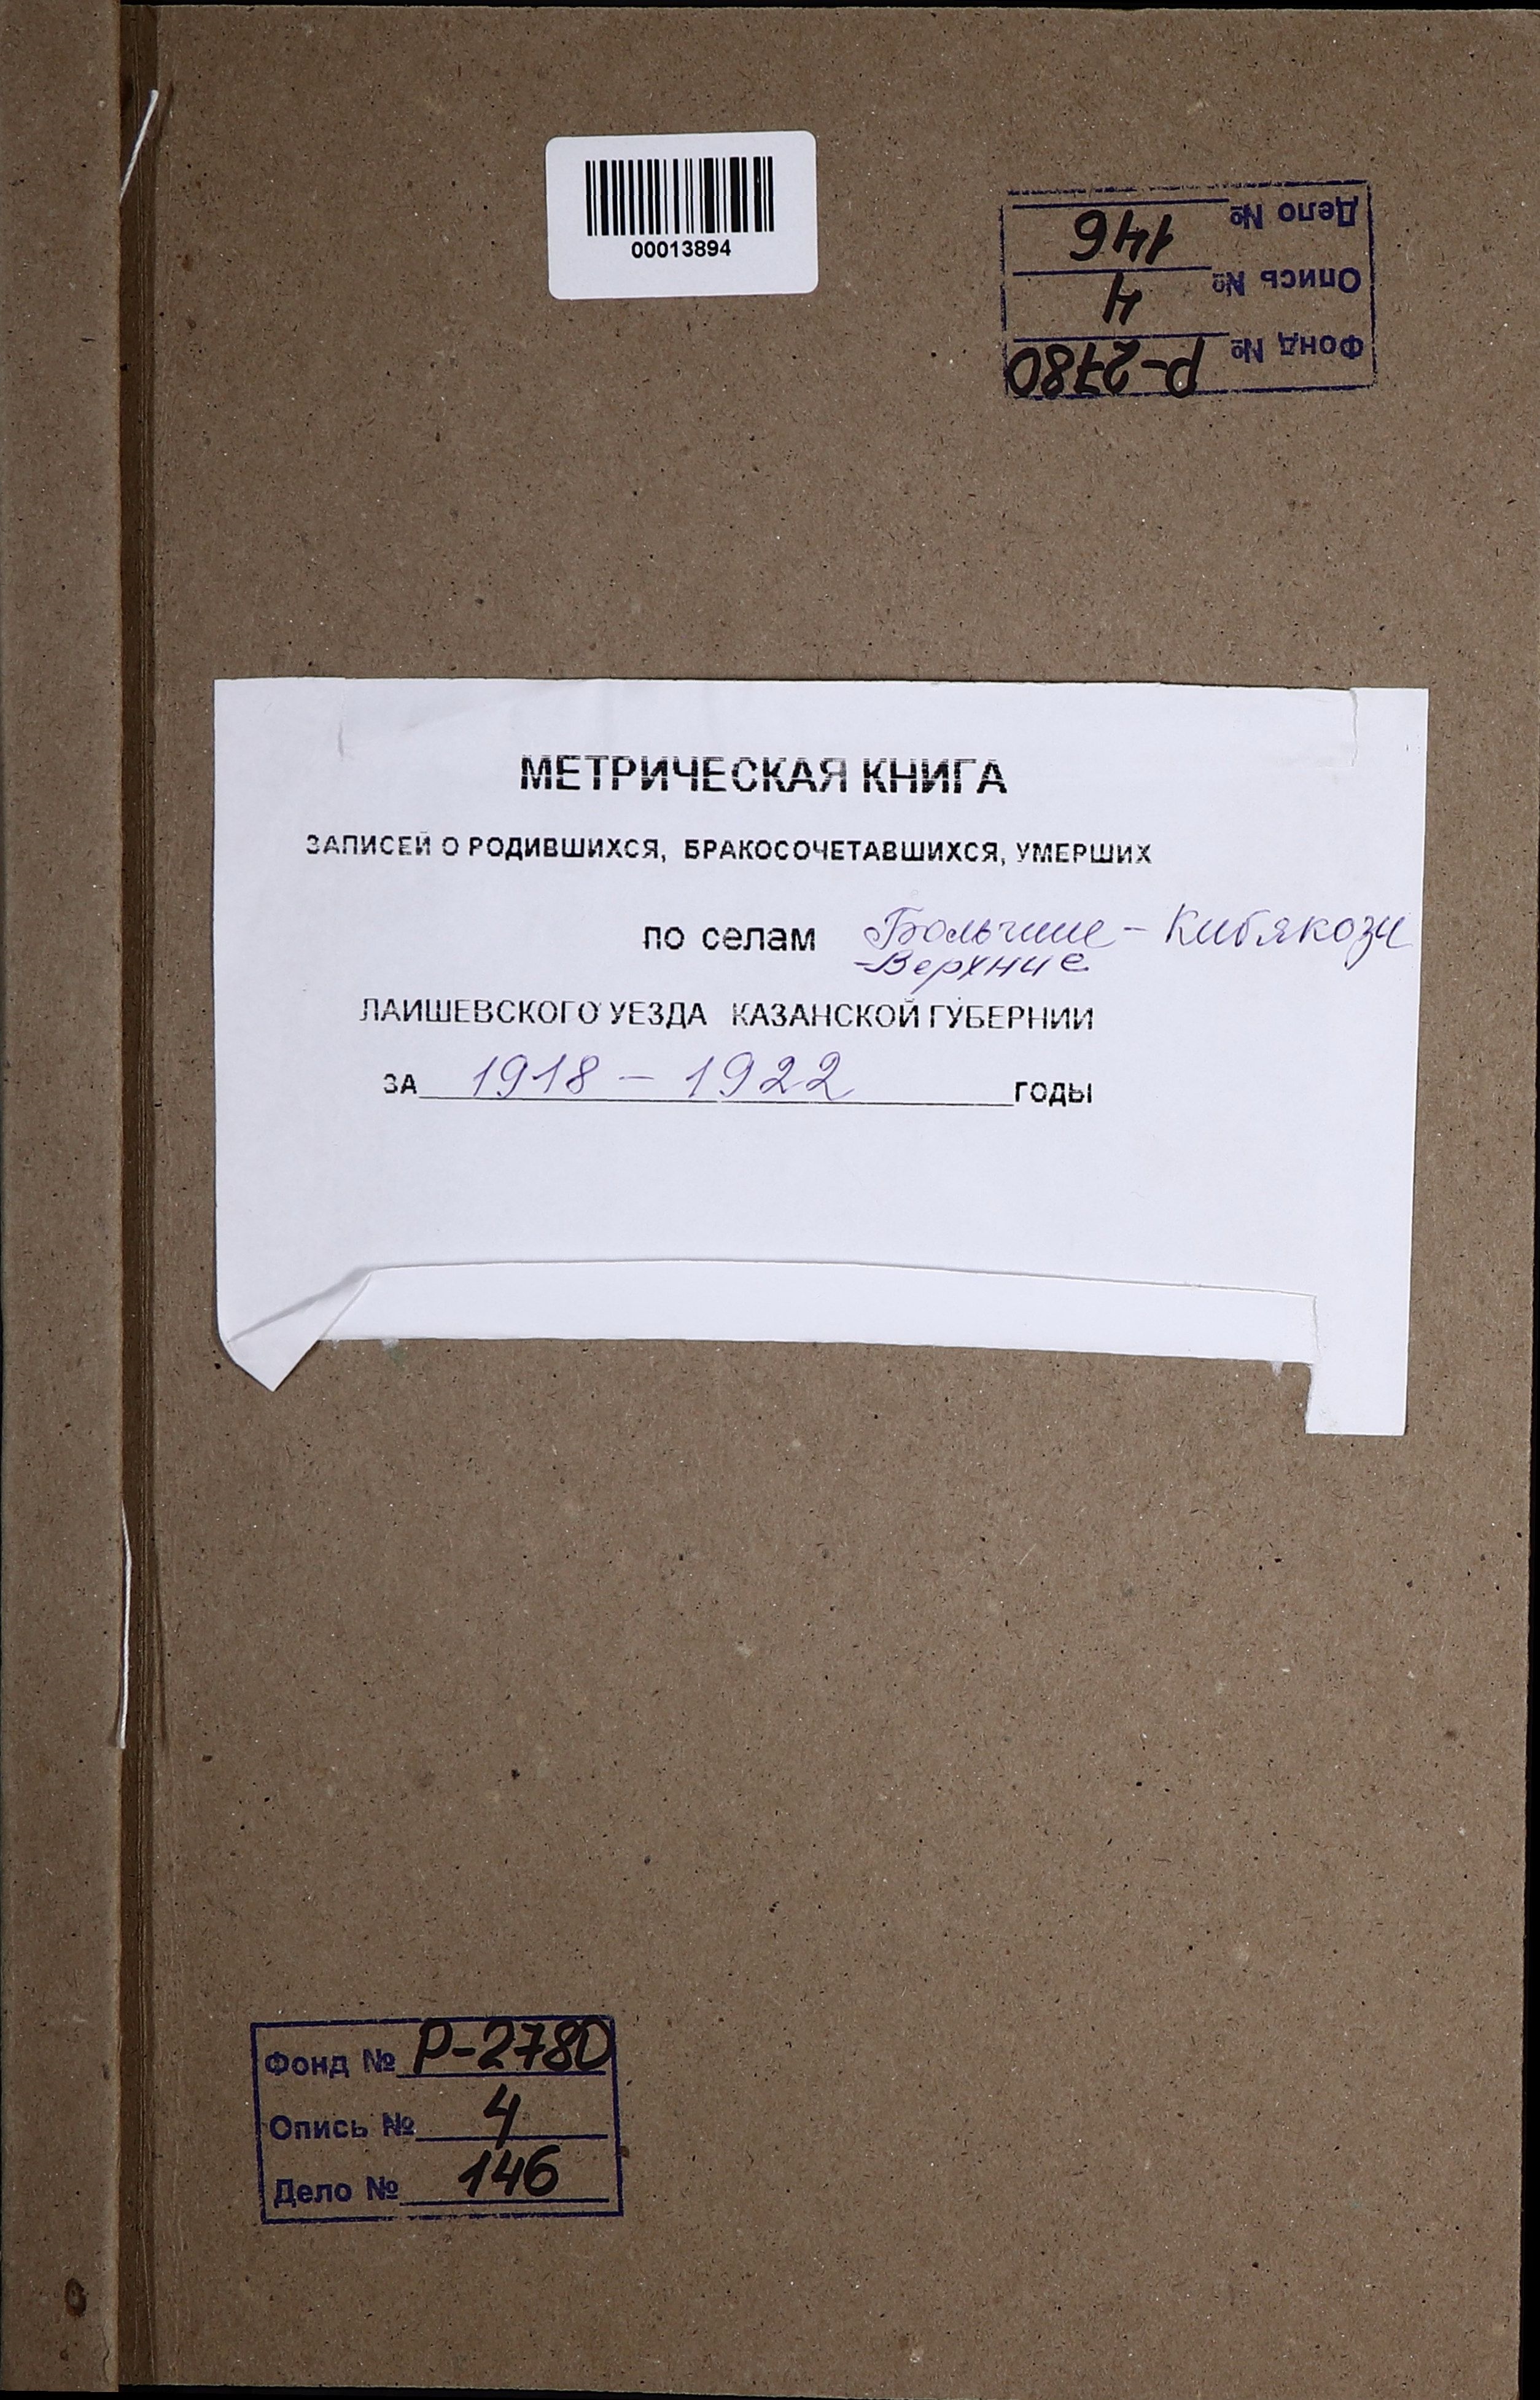 00013894
Дело № 146
Опись № 4
Фонд № Р-2780
МЕТРИЧЕСКАЯ КНИГА
ЗАПИСЕЙ О РОДИВШИХСЯ, БРАКОСОЧЕТАВШИХСЯ, УМЕРШИХ
по селам Большие - Кибякози
-Верхние
ЛАИШЕВСКОГО УЕЗДА КАЗАНСКОЙ ГУБЕРНИИ
ЗА 1918 - 1922 ГОДЫ
Фонд № Р-2780
Опись № 4
Дело № 146